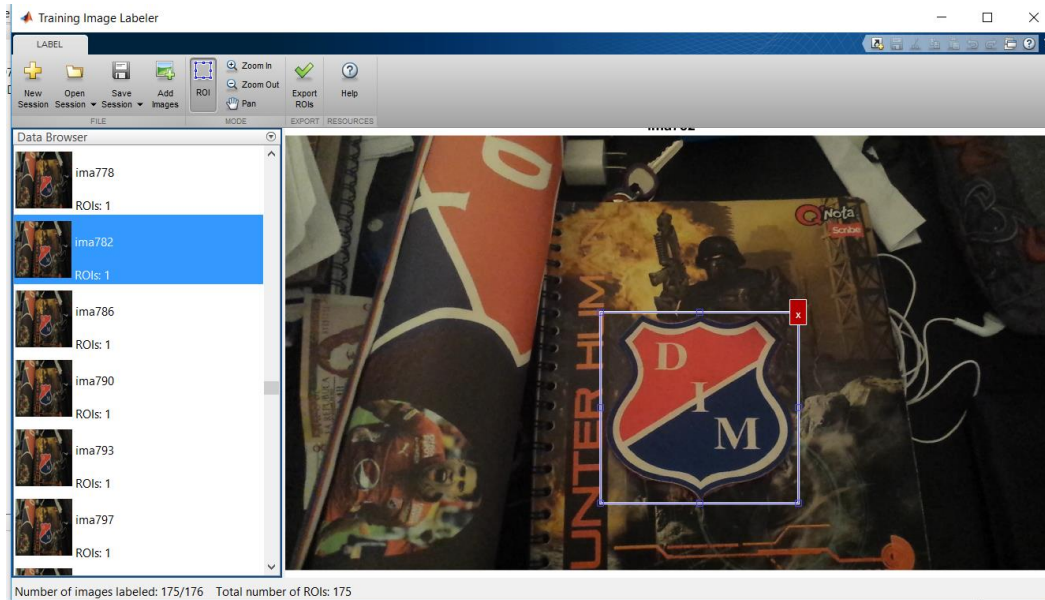 Training Image Labeler
LABEL
New Session
Open Session
Save Session
Add Images
ROI
Zoom In
Zoom Out
Pan
Export ROIs
Help
FILE
MODE
EXPORT
RESOURCES
Data Browser
ima778
ROIs: 1
ima782
ROIs: 1
ima786
ROIs: 1
ima790
ROIs: 1
ima793
ROIs: 1
ima797
ROIs: 1
ima782
Q'Nota
Scribe
UNTER HUM
x
D
I
M
Number of images labeled: 175/176 Total number of ROIs: 175